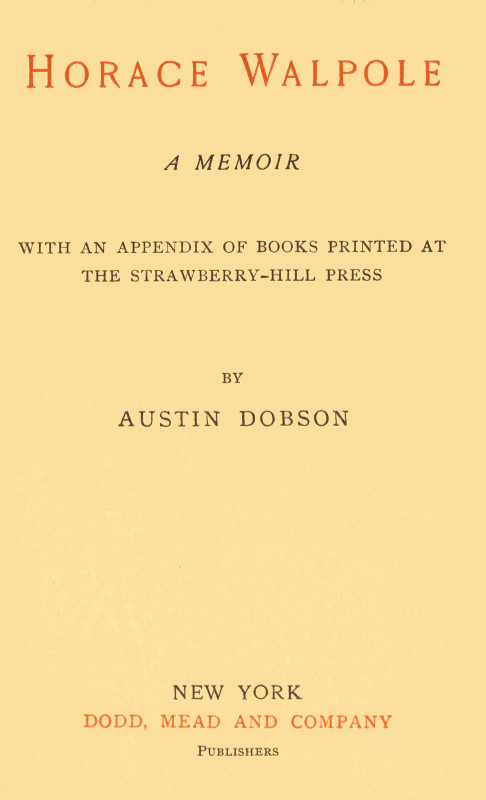 HORACE WALPOLE
A MEMOIR
WITH AN APPENDIX OF BOOKS PRINTED AT
THE STRAWBERRY-HILL PRESS
BY
AUSTIN DOBSON
NEW YORK
DODD, MEAD AND COMPANY
PUBLISHERS